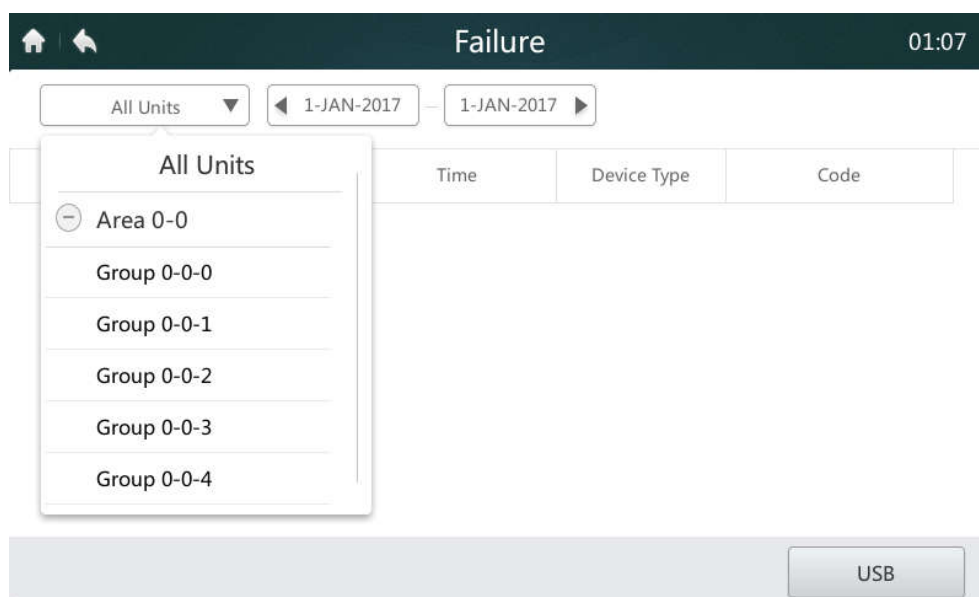 Failure 01:07
All Units 1-JAN-2017 – 1-JAN-2017
All Units
Time Device Type Code
Area 0-0
Group 0-0-0
Group 0-0-1
Group 0-0-2
Group 0-0-3
Group 0-0-4
USB